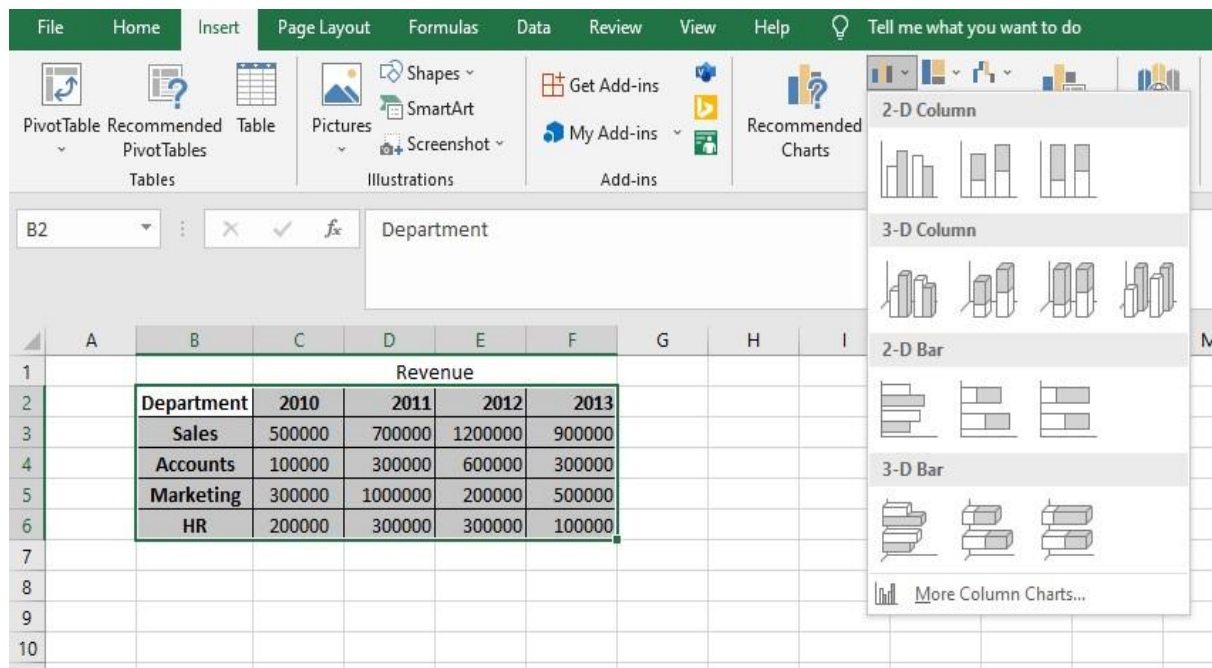 File Home Insert Page Layout Formulas Data Review View Help Tell me what you want to do
PivotTable
Recommended
PivotTables
Table
Tables
Pictures
Shapes
SmartArt
Screenshot
Illustrations
Get Add-ins
My Add-ins
Add-ins
Recommended
Charts
2-D Column
3-D Column
2-D Bar
3-D Bar
More Column Charts...
B2 fx Department
A B C D E F G H I M N
1 Revenue
2 Department 2010 2011 2012 2013
3 Sales 500000 700000 1200000 900000
4 Accounts 100000 300000 600000 300000
5 Marketing 300000 1000000 200000 500000
6 HR 200000 300000 300000 100000
7
8
9
10